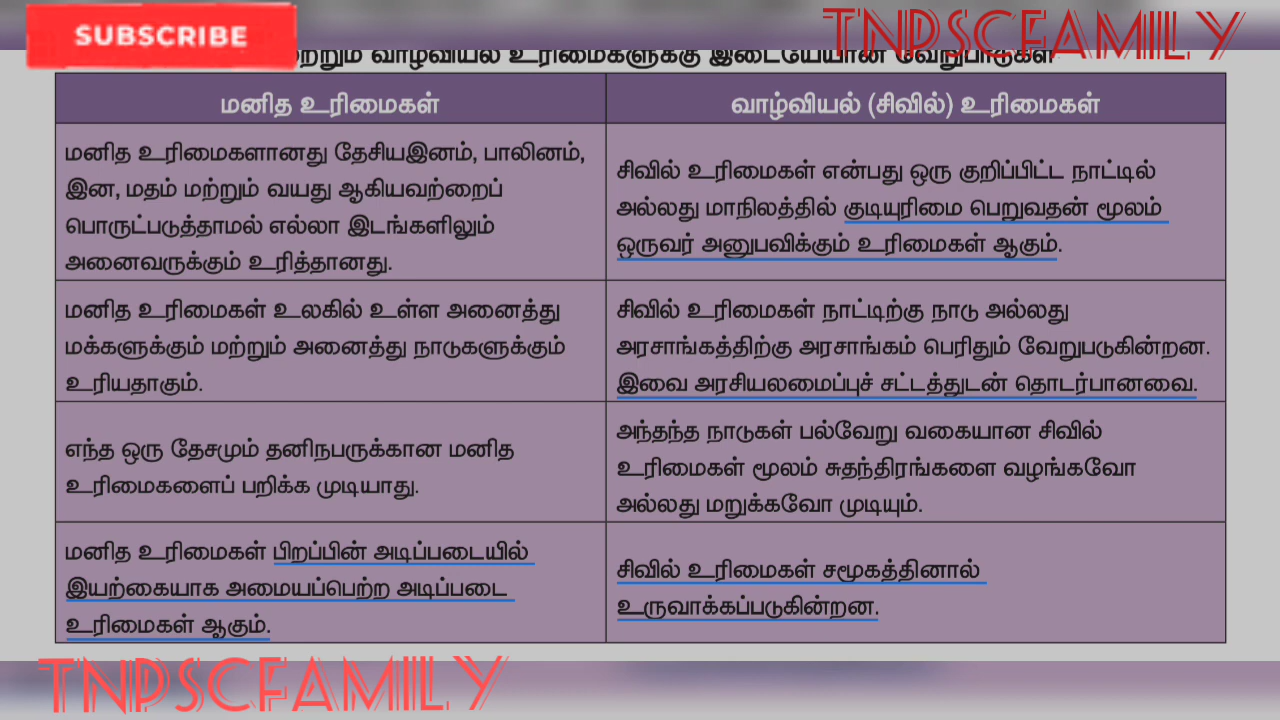 SUBSCRIBE
TNPSCFAMILY
மற்றும் வாழ்வியல் உரிமைகளுக்கு இடையேயான வேறுபாடுகள்
மனித உரிமைகள்
வாழ்வியல் (சிவில்) உரிமைகள்
மனித உரிமைகளானது தேசியஇனம், பாலினம்,
இன, மதம் மற்றும் வயது ஆகியவற்றைப்
பொருட்படுத்தாமல் எல்லா இடங்களிலும்
அனைவருக்கும் உரித்தானது.
சிவில் உரிமைகள் என்பது ஒரு குறிப்பிட்ட நாட்டில்
அல்லது மாநிலத்தில் குடியுரிமை பெறுவதன் மூலம்
ஒருவர் அனுபவிக்கும் உரிமைகள் ஆகும்.
மனித உரிமைகள் உலகில் உள்ள அனைத்து
மக்களுக்கும் மற்றும் அனைத்து நாடுகளுக்கும்
உரியதாகும்.
சிவில் உரிமைகள் நாட்டிற்கு நாடு அல்லது
அரசாங்கத்திற்கு அரசாங்கம் பெரிதும் வேறுபடுகின்றன.
இவை அரசியலமைப்புச் சட்டத்துடன் தொடர்பானவை.
எந்த ஒரு தேசமும் தனிநபருக்கான மனித
உரிமைகளைப் பறிக்க முடியாது.
அந்தந்த நாடுகள் பல்வேறு வகையான சிவில்
உரிமைகள் மூலம் சுதந்திரங்களை வழங்கவோ
அல்லது மறுக்கவோ முடியும்.
மனித உரிமைகள் பிறப்பின் அடிப்படையில்
இயற்கையாக அமையப்பெற்ற அடிப்படை
உரிமைகள் ஆகும்.
சிவில் உரிமைகள் சமூகத்தினால்
உருவாக்கப்படுகின்றன.
TNPSCFAMILY